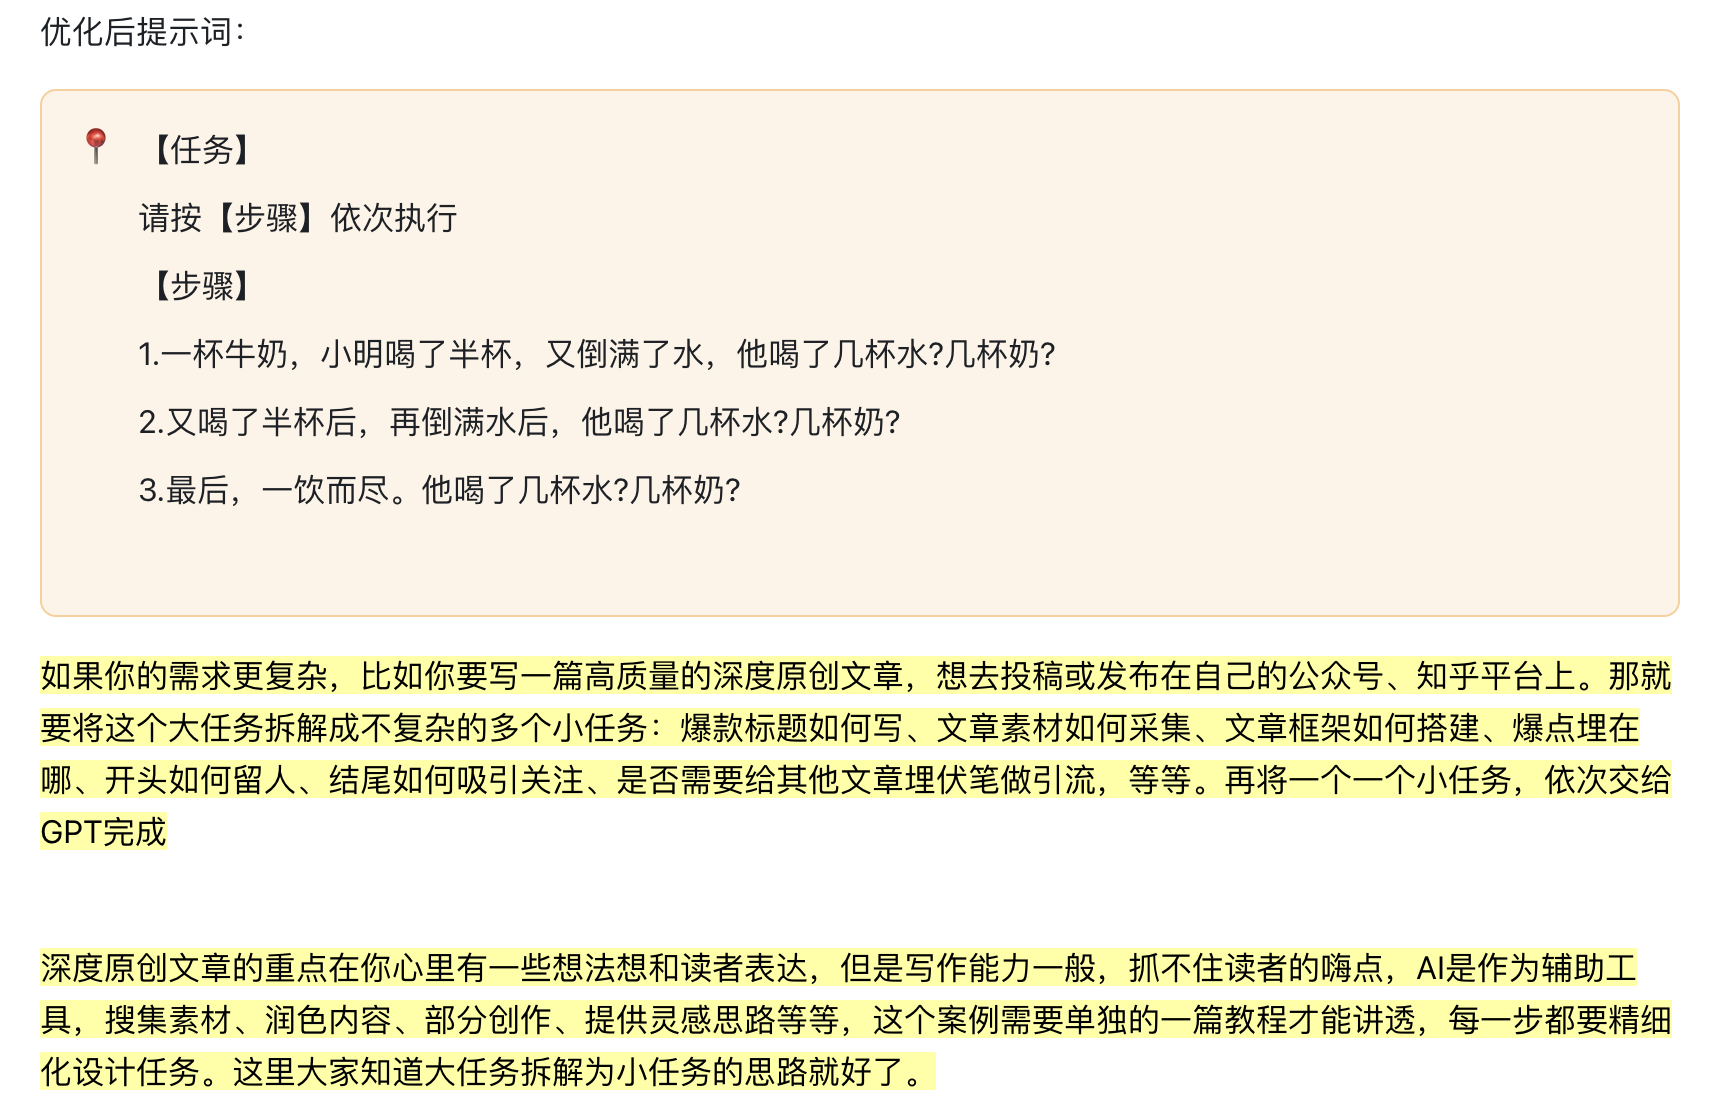 优化后提示词：
【任务】
请按【步骤】依次执行
【步骤】
1.一杯牛奶，小明喝了半杯，又倒满了水，他喝了几杯水?几杯奶?
2.又喝了半杯后，再倒满水后，他喝了几杯水?几杯奶?
3.最后，一饮而尽。他喝了几杯水?几杯奶?
如果你的需求更复杂，比如你要写一篇高质量的深度原创文章，想去投稿或发布在自己的公众号、知乎平台上。那就
要将这个大任务拆解成不复杂的多个小任务：爆款标题如何写、文章素材如何采集、文章框架如何搭建、爆点埋在
哪、开头如何留人、结尾如何吸引关注、是否需要给其他文章埋伏笔做引流，等等。再将一个一个小任务，依次交给
GPT完成
深度原创文章的重点在你心里有一些想法想和读者表达，但是写作能力一般，抓不住读者的嗨点，AI是作为辅助工
具，搜集素材、润色内容、部分创作、提供灵感思路等等，这个案例需要单独的一篇教程才能讲透，每一步都要精细
化设计任务。这里大家知道大任务拆解为小任务的思路就好了。